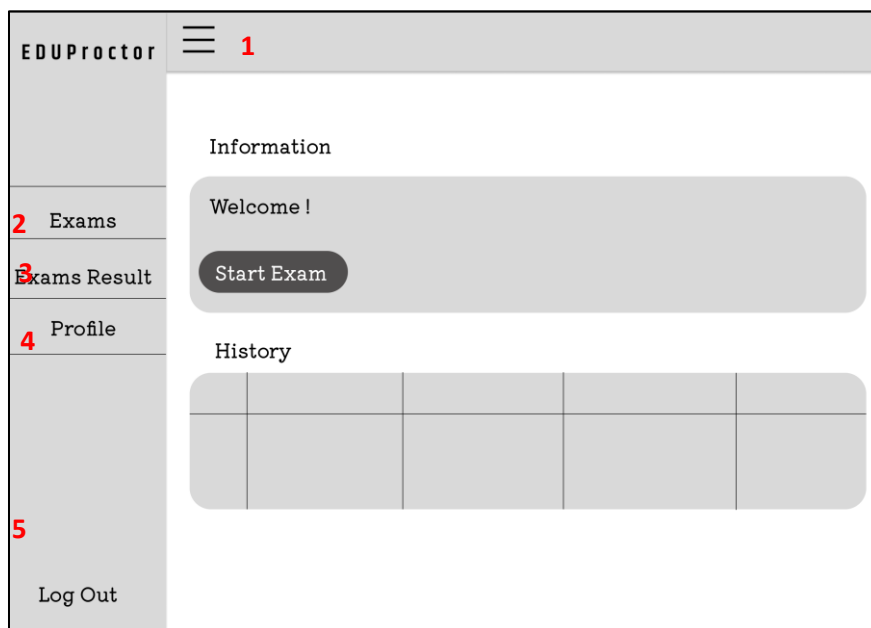 EDUProctor
1
Information
Welcome !
2 Exams
3 Exams Result
Start Exam
4 Profile
History
5
Log Out